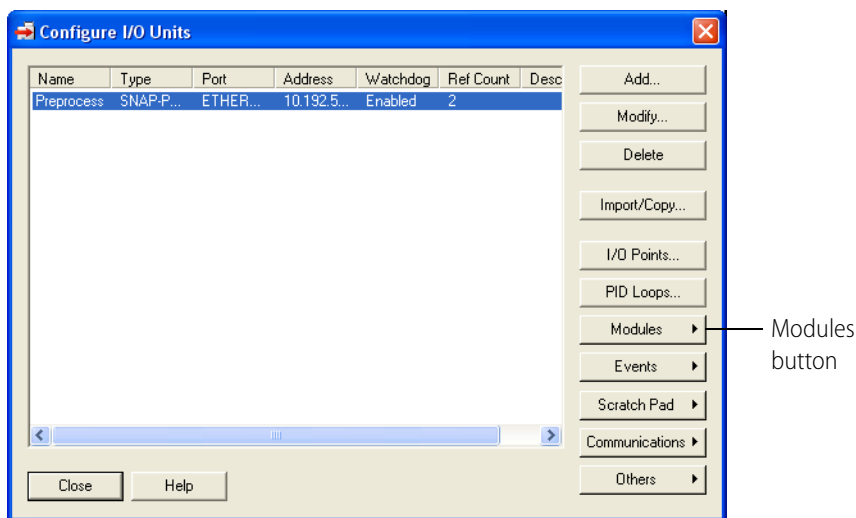 Configure I/O Units
Name Type Port Address Watchdog Ref Count Desc
Preprocess SNAP-P... ETHER... 10.192.5... Enabled 2
Add...
Modify...
Delete
Import/Copy...
I/O Points...
PID Loops...
Modules
Events
Scratch Pad
Communications
Others
Close Help
Modules
button